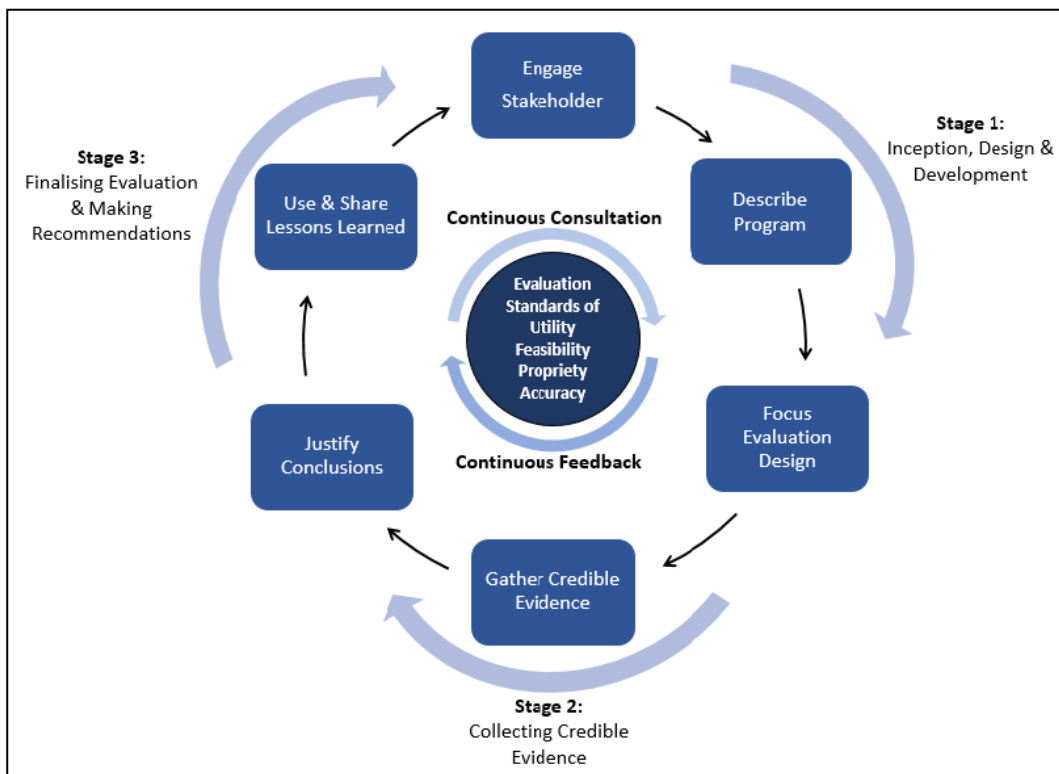 Engage
Stakeholder
Stage 1:
Inception, Design &
Development
Describe
Program
Focus
Evaluation
Design
Gather Credible
Evidence
Stage 2:
Collecting Credible
Evidence
Justify
Conclusions
Use & Share
Lessons Learned
Stage 3:
Finalising Evaluation
& Making
Recommendations
Continuous Consultation
Evaluation
Standards of
Utility
Feasibility
Propriety
Accuracy
Continuous Feedback